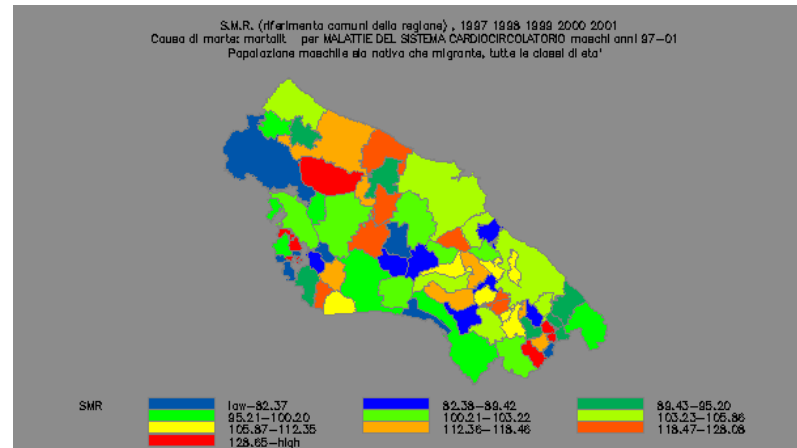 S.M.R. (riferimento comuni della regione) , 1997 1998 1999 2000 2001
Causa di morte: mortalit per MALATTIE DEL SISTEMA CARDIOCIRCOLATORIO maschi anni 97-01
Popolazione maschile sia nativa che migrante, tutte le classi di eta'
SMR low-82.37 82.38-89.42 89.43-95.20
95.21-100.20 100.21-103.22 103.23-105.86
105.87-112.35 112.36-118.46 118.47-128.08
128.65-high